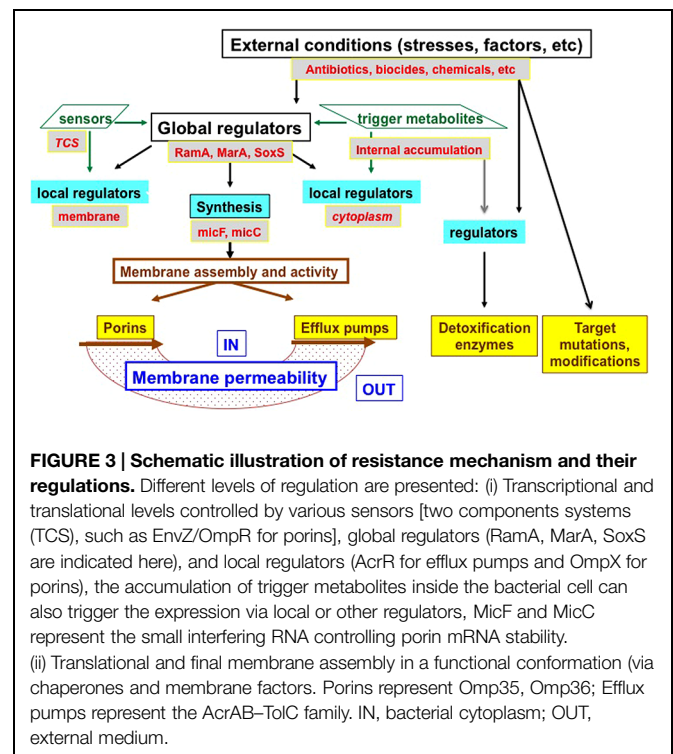 External conditions (stresses, factors, etc)
Antibiotics, biocides, chemicals, etc
sensors
Global regulators
trigger metabolites
TCS
RamA, MarA, SoxS
Internal accumulation
local regulators
membrane
Synthesis
local regulators
cytoplasm
micF, micC
regulators
Membrane assembly and activity
Porins
Efflux pumps
IN
Membrane permeability
OUT
Detoxification
enzymes
Target
mutations,
modifications
FIGURE 3 | Schematic illustration of resistance mechanism and their
regulations. Different levels of regulation are presented: (i) Transcriptional and
translational levels controlled by various sensors [two components systems
(TCS), such as EnvZ/OmpR for porins], global regulators (RamA, MarA, SoxS
are indicated here), and local regulators (AcrR for efflux pumps and OmpX for
porins), the accumulation of trigger metabolites inside the bacterial cell can
also trigger the expression via local or other regulators, MicF and MicC
represent the small interfering RNA controlling porin mRNA stability.
(ii) Translational and final membrane assembly in a functional conformation (via
chaperones and membrane factors. Porins represent Omp35, Omp36; Efflux
pumps represent the AcrAB–TolC family. IN, bacterial cytoplasm; OUT,
external medium.